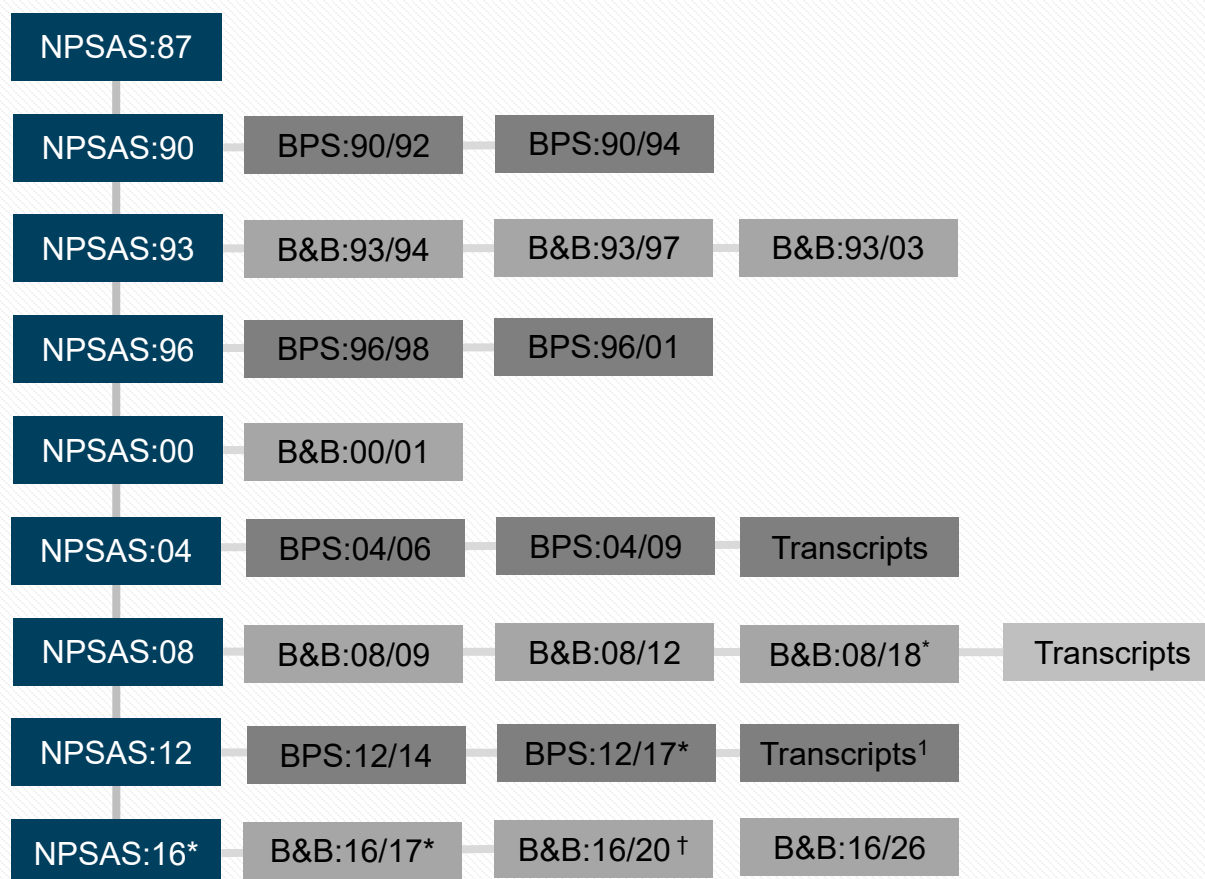 NPSAS:87
NPSAS:90 BPS:90/92 BPS:90/94
NPSAS:93 B&B:93/94 B&B:93/97 B&B:93/03
NPSAS:96 BPS:96/98 BPS:96/01
NPSAS:00 B&B:00/01
NPSAS:04 BPS:04/06 BPS:04/09 Transcripts
NPSAS:08 B&B:08/09 B&B:08/12 B&B:08/18* Transcripts
NPSAS:12 BPS:12/14 BPS:12/17* Transcripts¹
NPSAS:16* B&B:16/17* B&B:16/20 † B&B:16/26